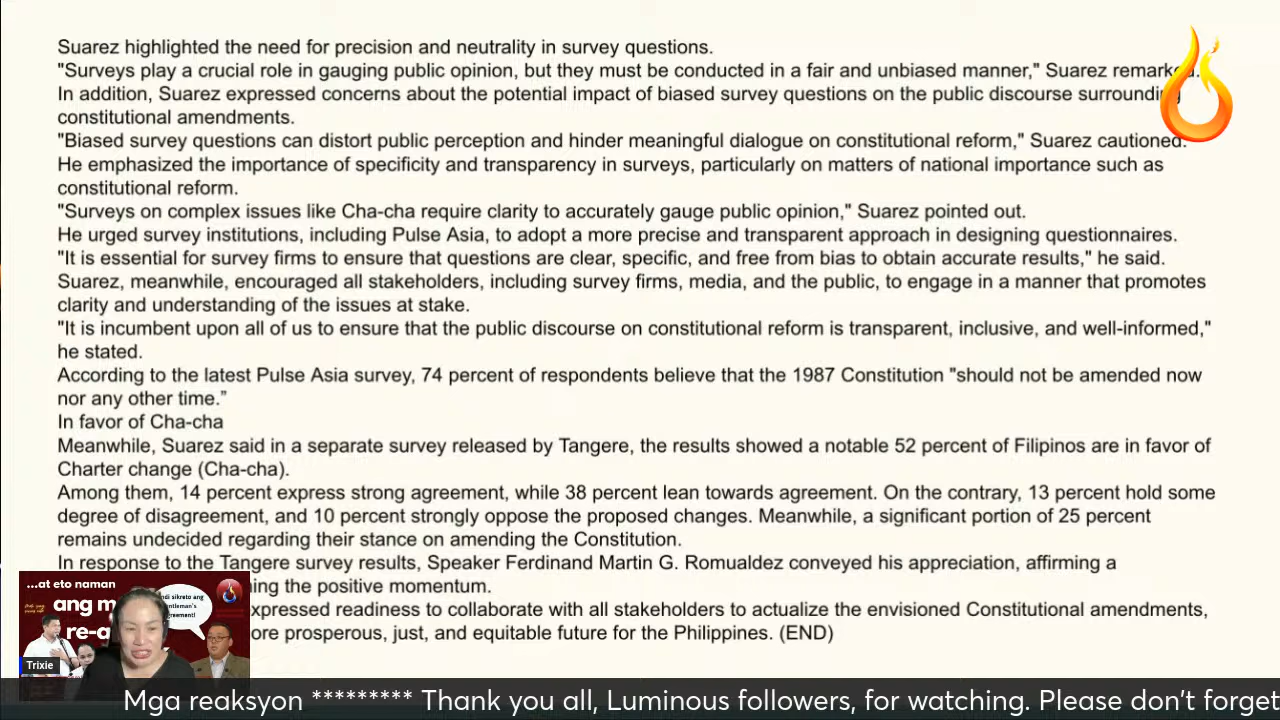 Suarez highlighted the need for precision and neutrality in survey questions.
"Surveys play a crucial role in gauging public opinion, but they must be conducted in a fair and unbiased manner," Suarez remarked.
In addition, Suarez expressed concerns about the potential impact of biased survey questions on the public discourse surrounding
constitutional amendments.
"Biased survey questions can distort public perception and hinder meaningful dialogue on constitutional reform," Suarez cautioned.
He emphasized the importance of specificity and transparency in surveys, particularly on matters of national importance such as
constitutional reform.
"Surveys on complex issues like Cha-cha require clarity to accurately gauge public opinion," Suarez pointed out.
He urged survey institutions, including Pulse Asia, to adopt a more precise and transparent approach in designing questionnaires.
"It is essential for survey firms to ensure that questions are clear, specific, and free from bias to obtain accurate results," he said.
Suarez, meanwhile, encouraged all stakeholders, including survey firms, media, and the public, to engage in a manner that promotes
clarity and understanding of the issues at stake.
"It is incumbent upon all of us to ensure that the public discourse on constitutional reform is transparent, inclusive, and well-informed,"
he stated.
According to the latest Pulse Asia survey, 74 percent of respondents believe that the 1987 Constitution "should not be amended now
nor any other time.”
In favor of Cha-cha
Meanwhile, Suarez said in a separate survey released by Tangere, the results showed a notable 52 percent of Filipinos are in favor of
Charter change (Cha-cha).
Among them, 14 percent express strong agreement, while 38 percent lean towards agreement. On the contrary, 13 percent hold some
degree of disagreement, and 10 percent strongly oppose the proposed changes. Meanwhile, a significant portion of 25 percent
remains undecided regarding their stance on amending the Constitution.
In response to the Tangere survey results, Speaker Ferdinand Martin G. Romualdez conveyed his appreciation, affirming a
the positive momentum.
expressed readiness to collaborate with all stakeholders to actualize the envisioned Constitutional amendments,
prosperous, just, and equitable future for the Philippines. (END)
...at eto naman
ang m
re-a
Trixie
Mga reaksyon ********* Thank you all, Luminous followers, for watching. Please don't forget